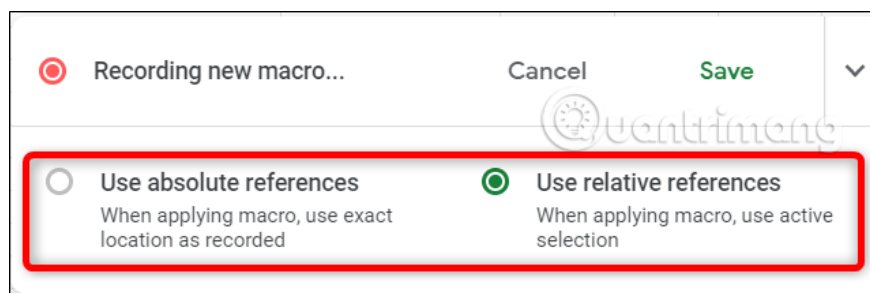 Recording new macro...
Cancel
Save
Quantrimang
Use absolute references
When applying macro, use exact
location as recorded
Use relative references
When applying macro, use active
selection